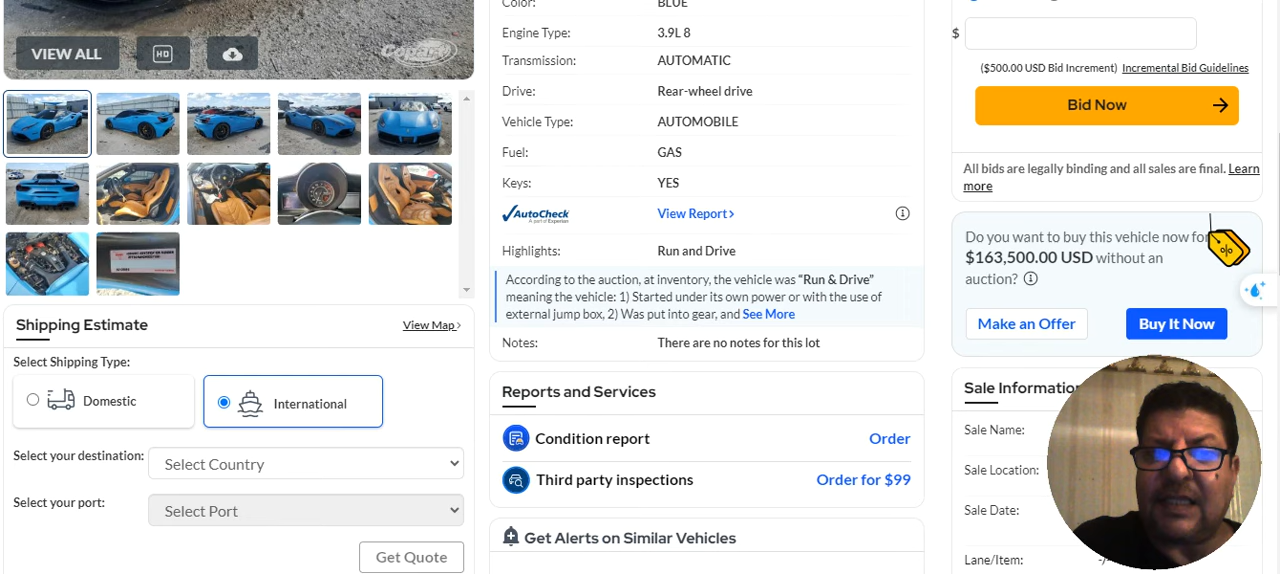 VIEW ALL
HD
Copart
Shipping Estimate
View Map
Select Shipping Type:
Domestic
International
Select your destination:
Select Country
Select your port:
Select Port
Get Quote
Color:
BLUE
Engine Type:
3.9L 8
Transmission:
AUTOMATIC
Drive:
Rear-wheel drive
Vehicle Type:
AUTOMOBILE
Fuel:
GAS
Keys:
YES
AutoCheck
A part of Experian
View Report
Highlights:
Run and Drive
According to the auction, at inventory, the vehicle was “Run & Drive”
meaning the vehicle: 1) Started under its own power or with the use of
external jump box, 2) Was put into gear, and See More
Notes:
There are no notes for this lot
Reports and Services
Condition report
Order
Third party inspections
Order for $99
Get Alerts on Similar Vehicles
$
($500.00 USD Bid Increment) Incremental Bid Guidelines
Bid Now
All bids are legally binding and all sales are final. Learn
more
Do you want to buy this vehicle now for
$163,500.00 USD without an
auction?
Make an Offer
Buy It Now
Sale Information
Sale Name:
Sale Location:
Sale Date:
Lane/Item: